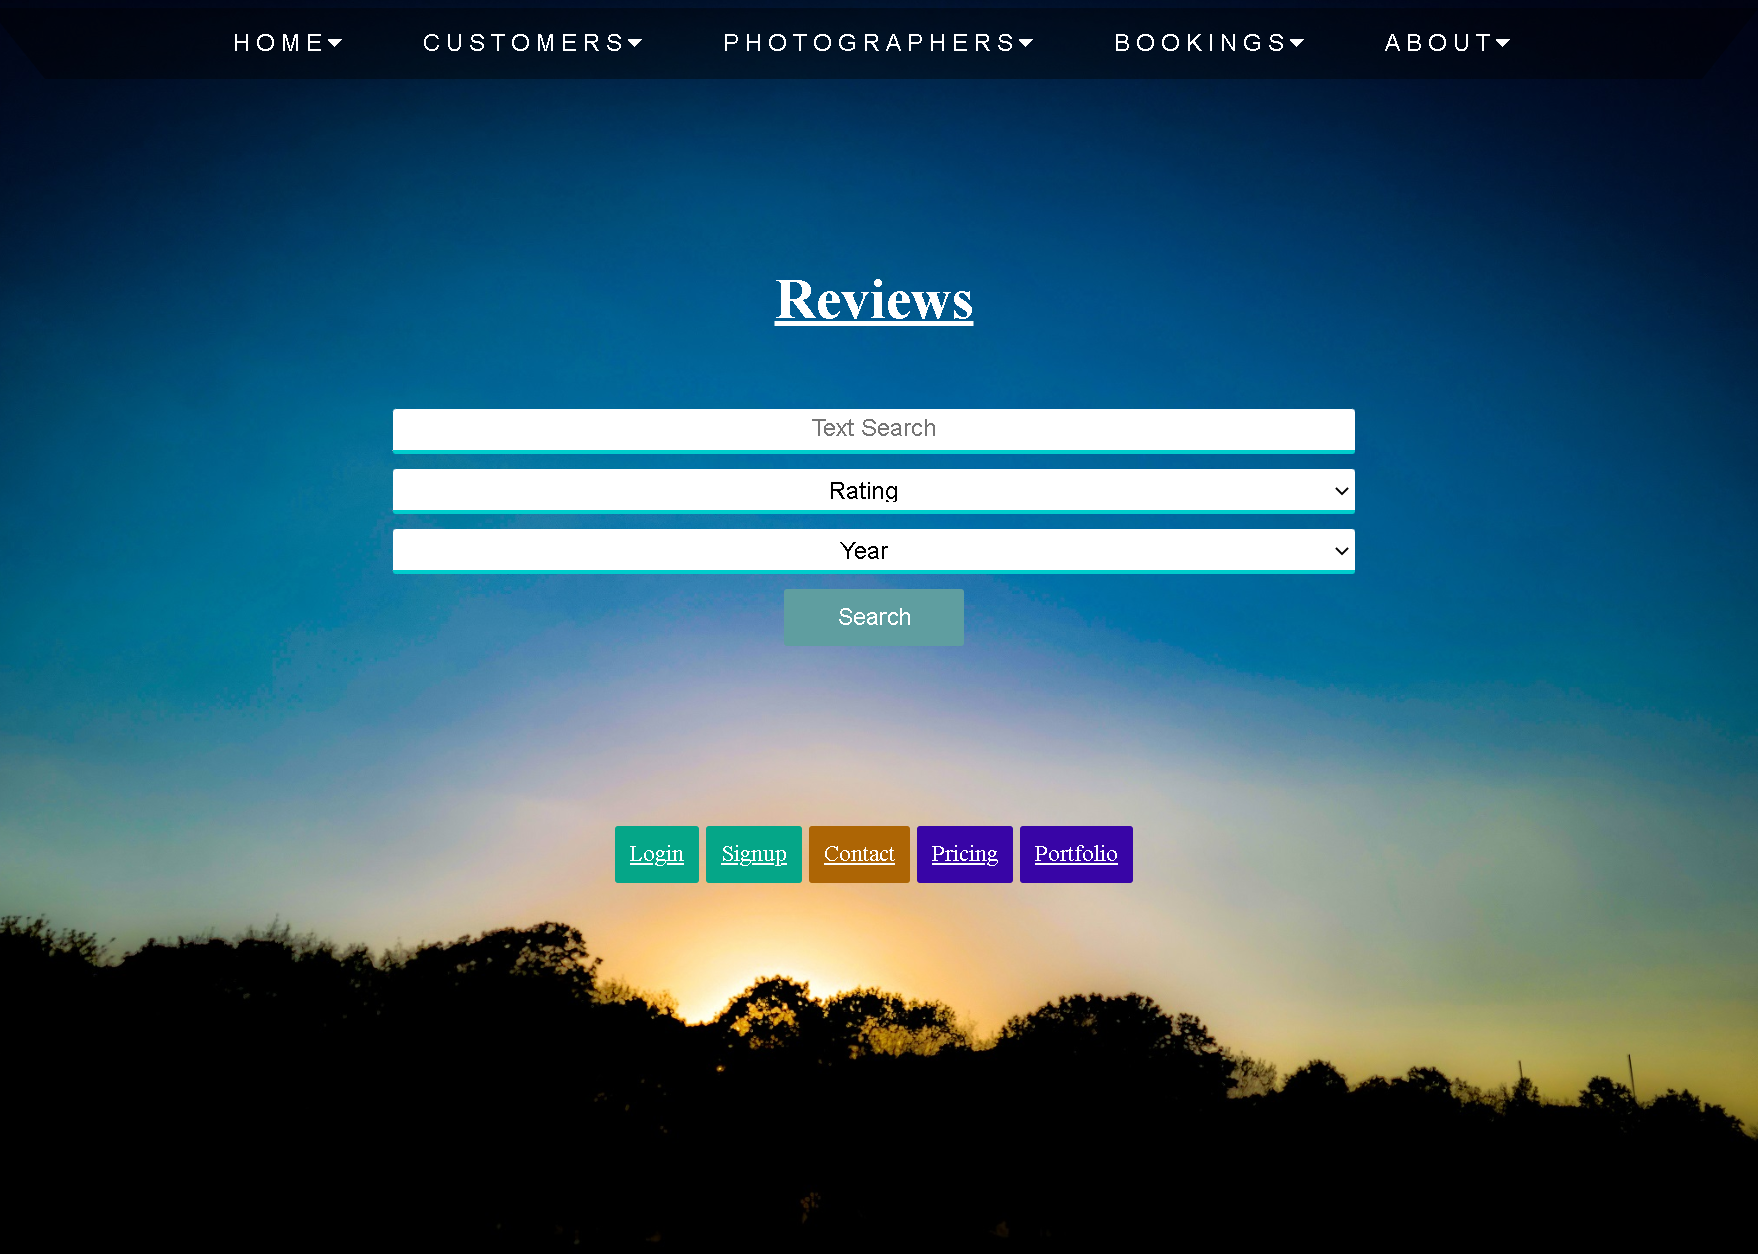 HOME CUSTOMERS PHOTOGRAPHERS BOOKINGS ABOUT
Reviews
Text Search
Rating
Year
Search
Login Signup Contact Pricing Portfolio